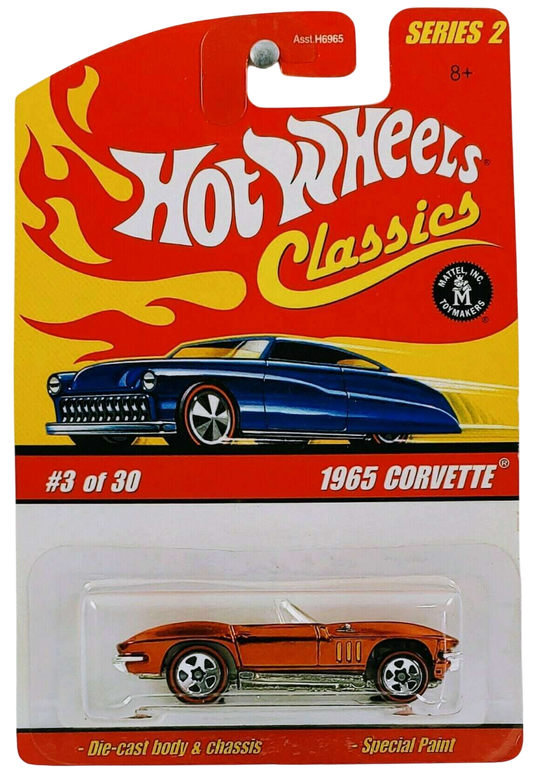 Asst.H6965
SERIES 2
8+
Hot Wheels®
Classics
MATTEL, INC.
M
TOYMAKERS®
#3 of 30
1965 CORVETTE®
- Die-cast body & chassis
- Special Paint